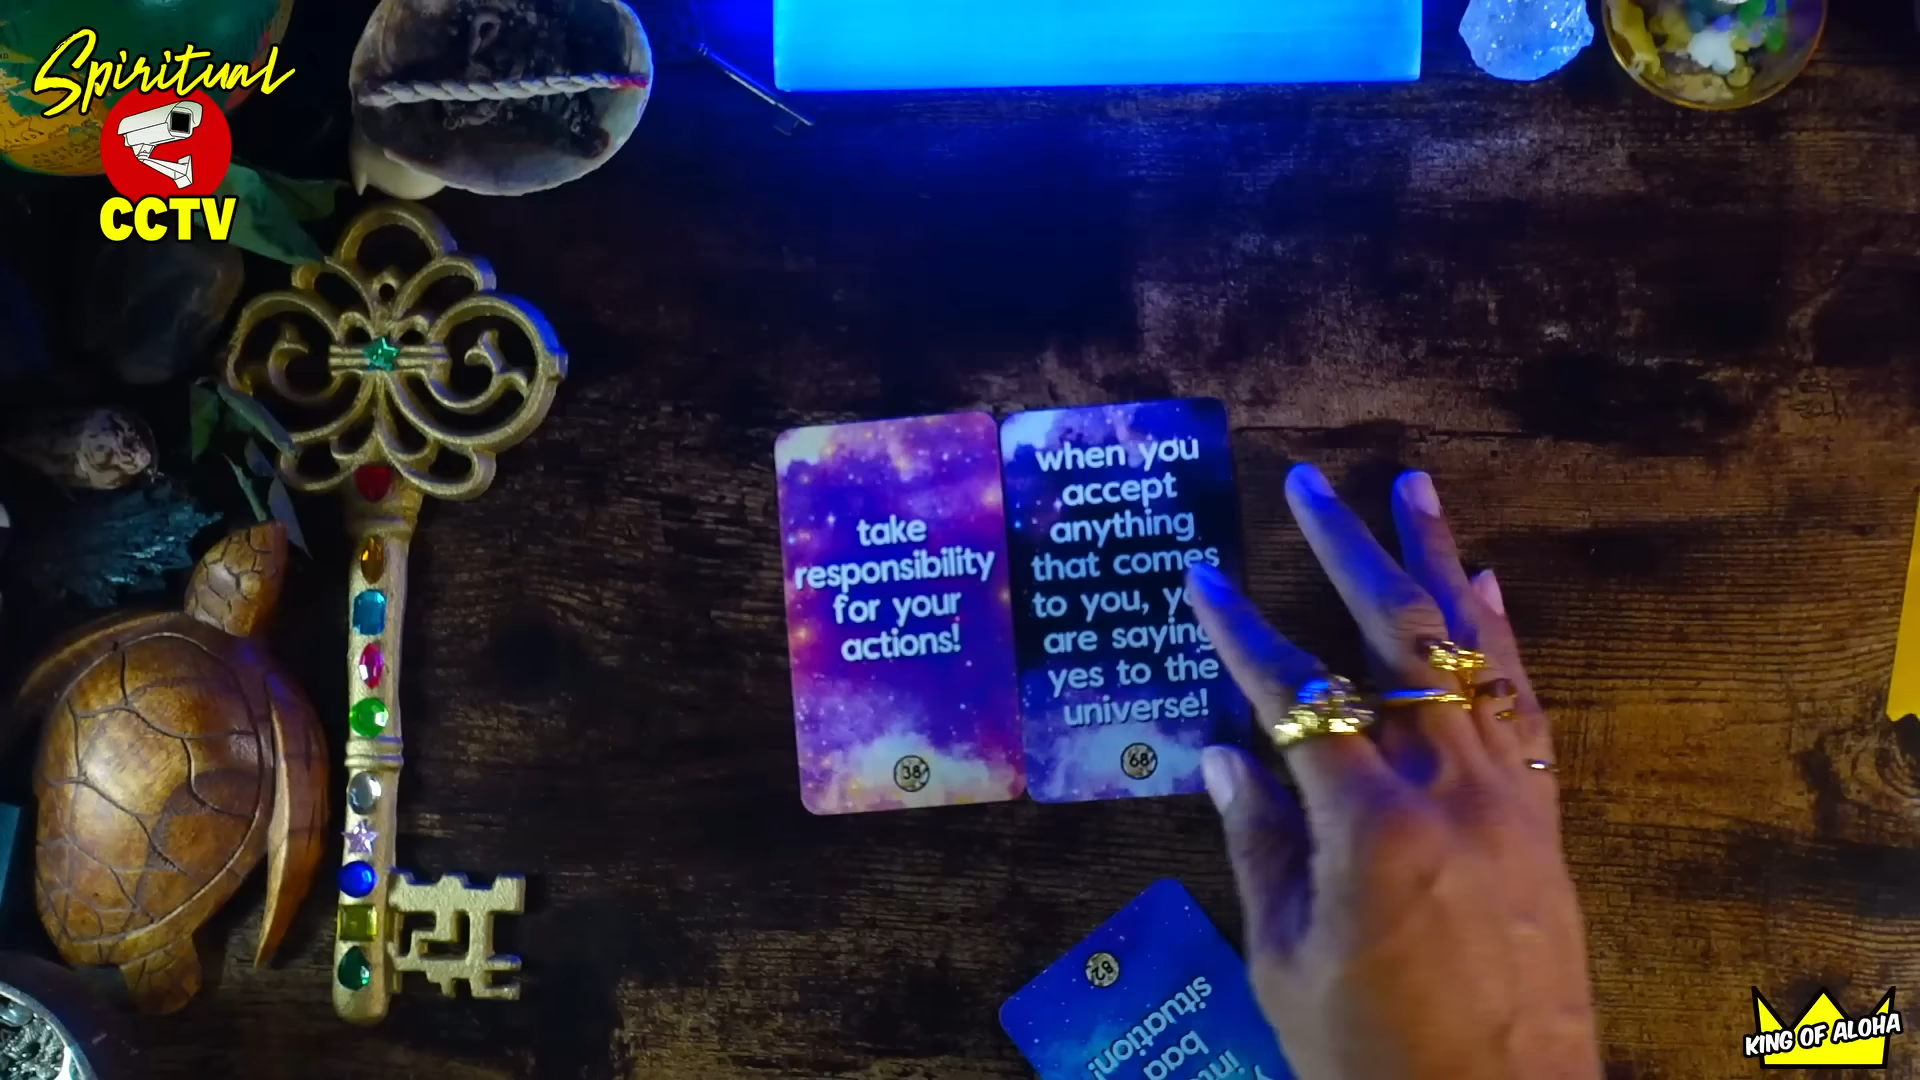 Spiritual
CCTV
take
responsibility
for your
actions!
38
when you
accept
anything
that comes
to you,
are saying
yes to the
universe!
68
82
bad
situation!
KING OF ALOHA